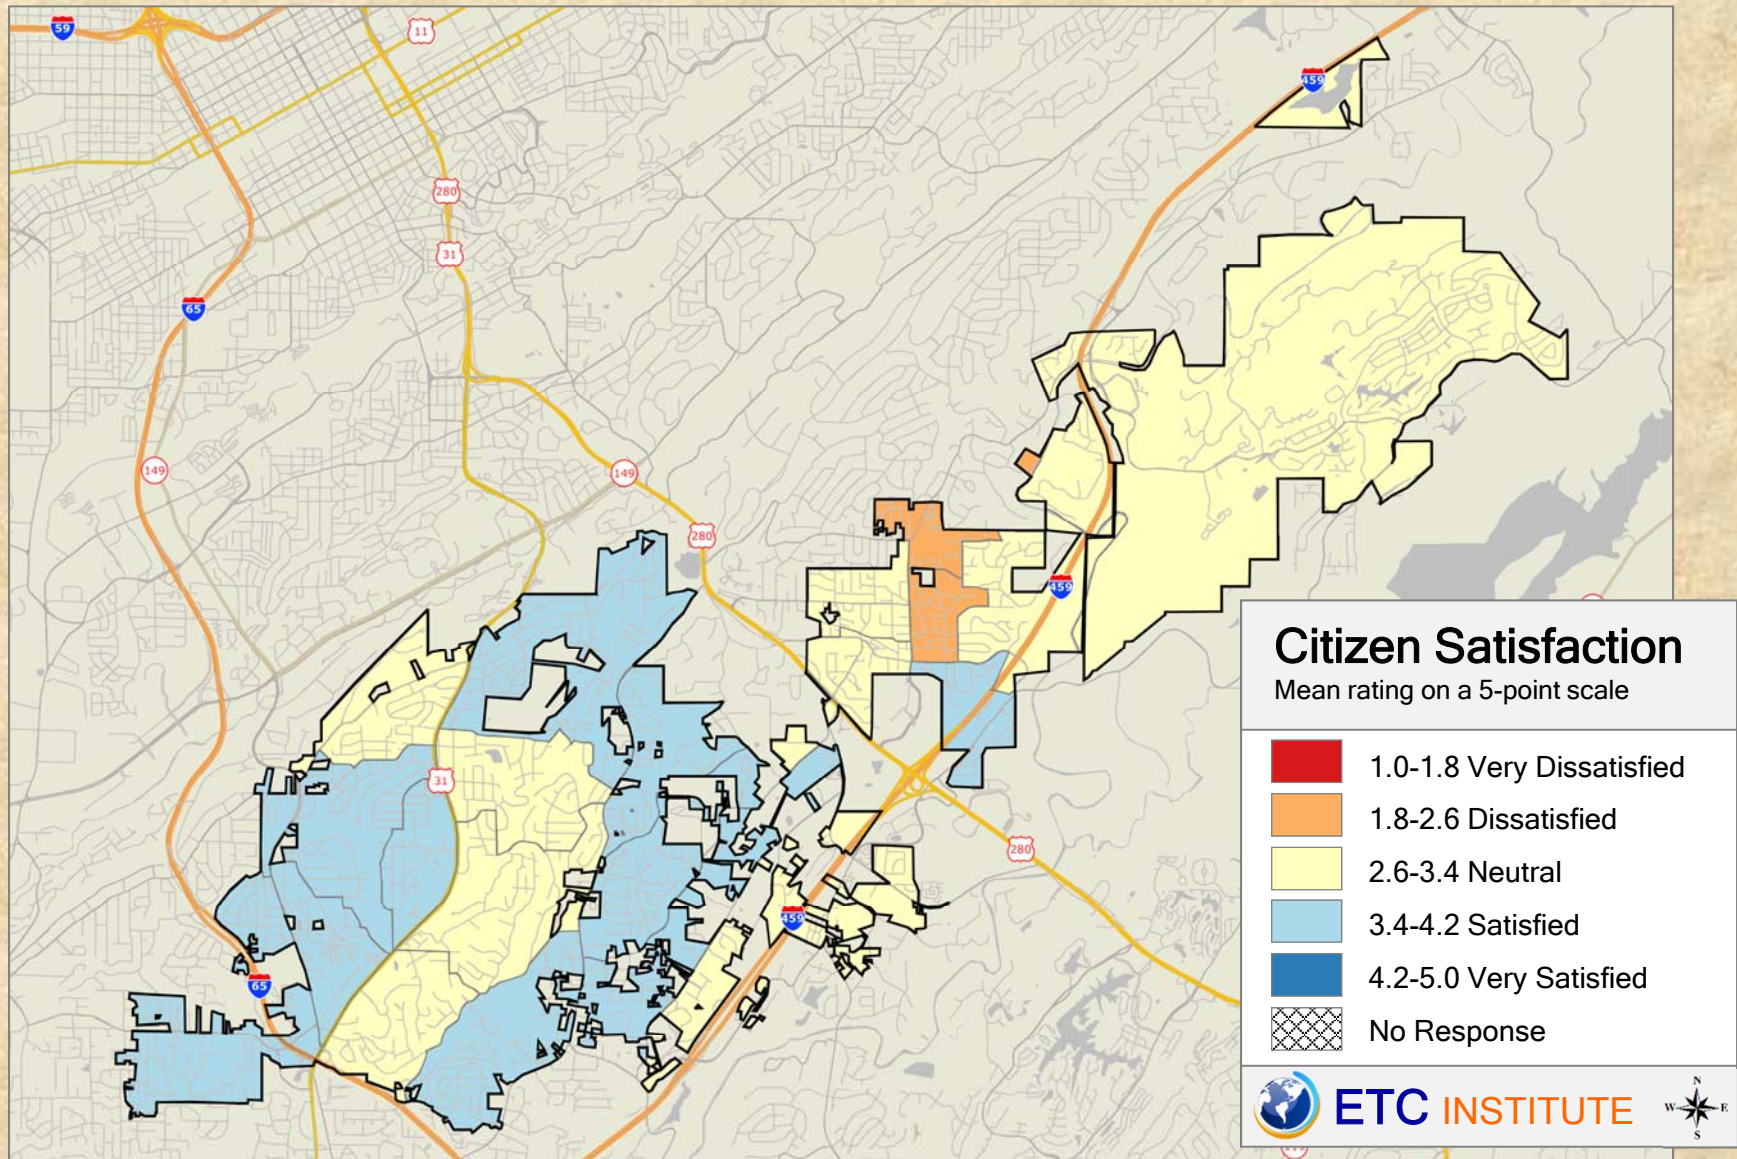 59
11
459
280
31
65
149
149
280
459
31
280
459
65
Citizen Satisfaction
Mean rating on a 5-point scale
1.0-1.8 Very Dissatisfied
1.8-2.6 Dissatisfied
2.6-3.4 Neutral
3.4-4.2 Satisfied
4.2-5.0 Very Satisfied
No Response
ETC INSTITUTE
N
W E
S